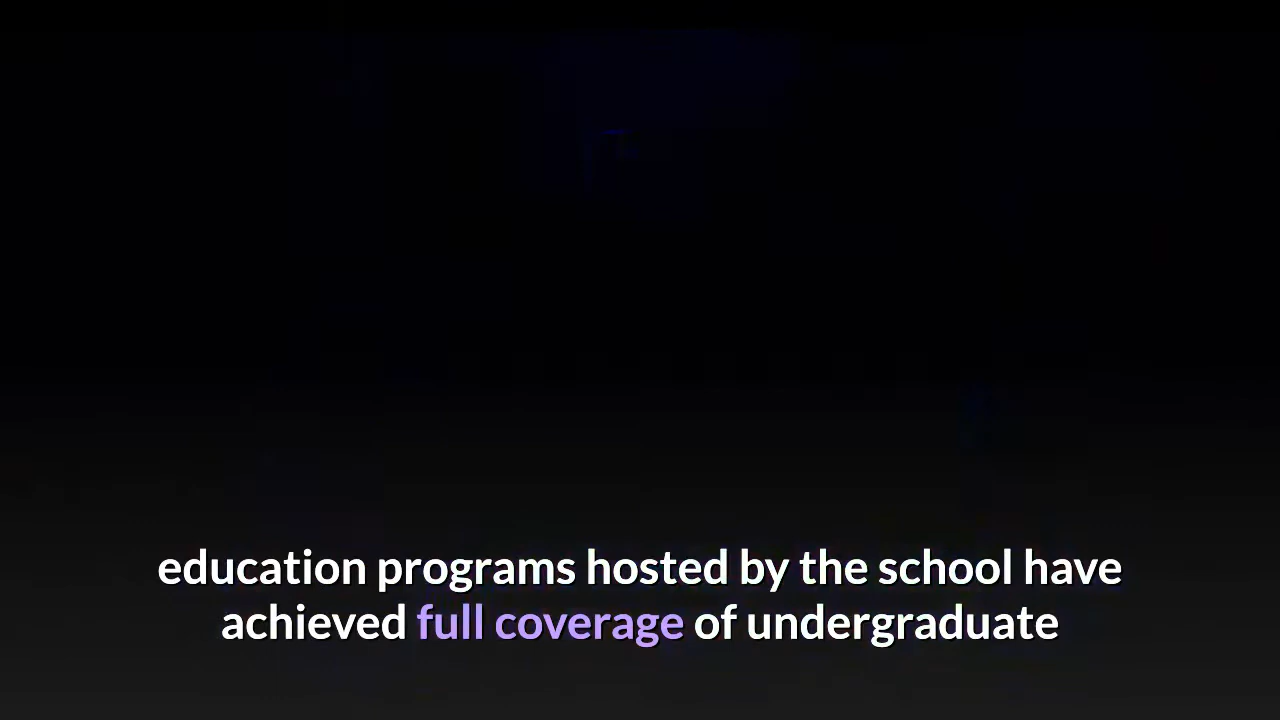 education programs hosted by the school have
achieved full coverage of undergraduate